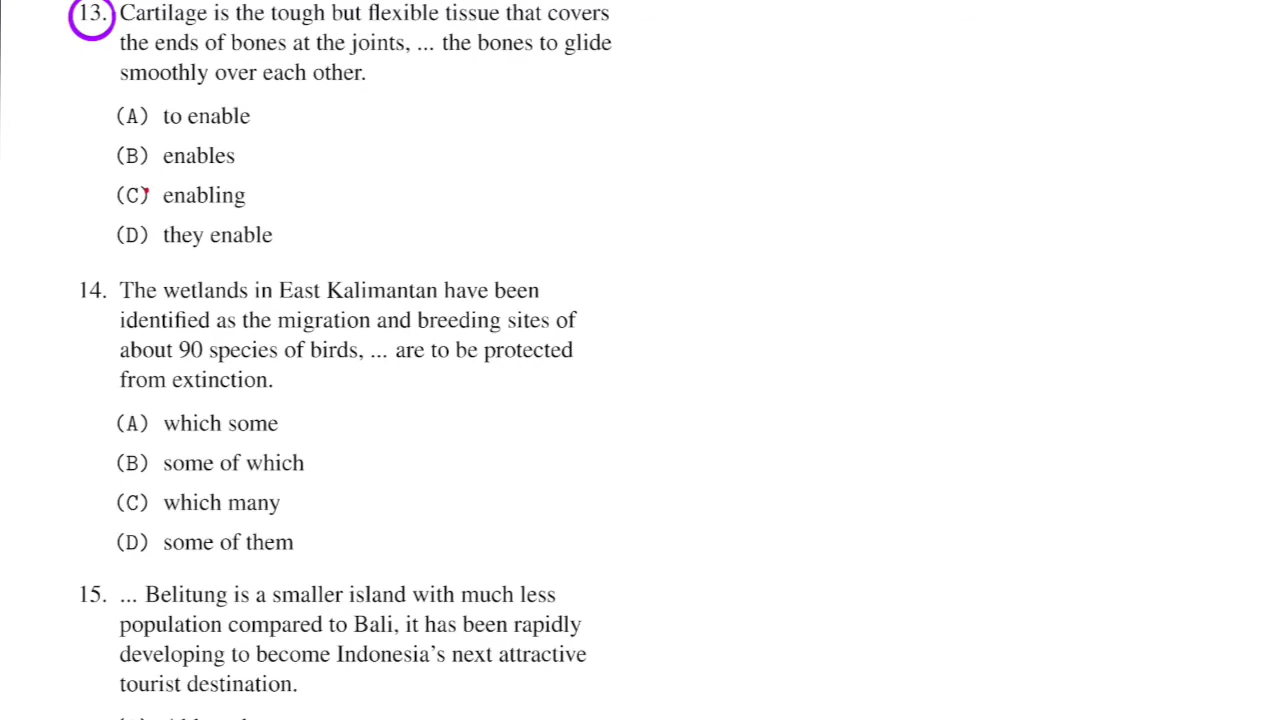 13. Cartilage is the tough but flexible tissue that covers
the ends of bones at the joints, ... the bones to glide
smoothly over each other.
(A) to enable
(B) enables
(C) enabling
(D) they enable
14. The wetlands in East Kalimantan have been
identified as the migration and breeding sites of
about 90 species of birds, ... are to be protected
from extinction.
(A) which some
(B) some of which
(C) which many
(D) some of them
15. ... Belitung is a smaller island with much less
population compared to Bali, it has been rapidly
developing to become Indonesia's next attractive
tourist destination.